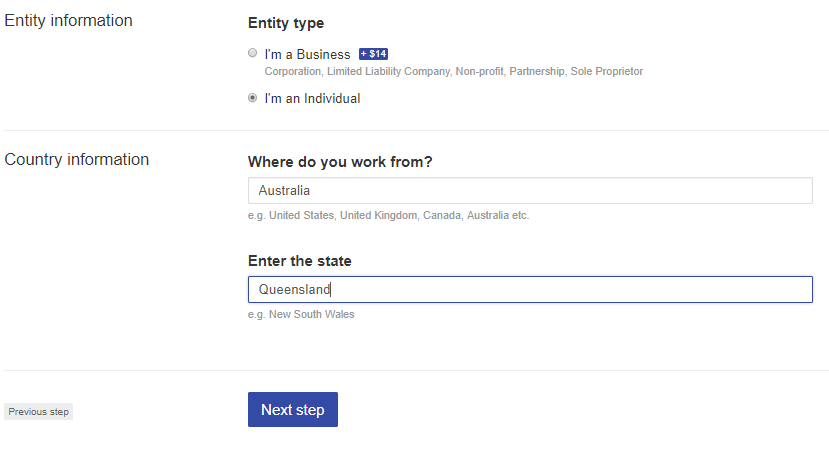 Entity information
Entity type
I'm a Business + $14
Corporation, Limited Liability Company, Non-profit, Partnership, Sole Proprietor
I'm an Individual
Country information
Where do you work from?
Australia
e.g. United States, United Kingdom, Canada, Australia etc.
Enter the state
Queensland
e.g. New South Wales
Previous step
Next step